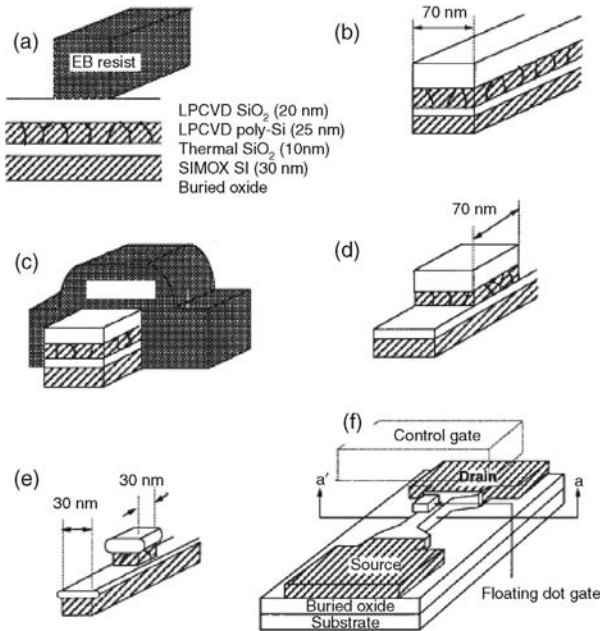 (a)
EB resist
LPCVD SiO₂ (20 nm)
LPCVD poly-Si (25 nm)
Thermal SiO₂ (10nm)
SIMOX SI (30 nm)
Buried oxide
(b)
70 nm
(c)
(d)
70 nm
(e)
30 nm
30 nm
(f)
Control gate
a′
Drain
a
Source
Floating dot gate
Buried oxide
Substrate